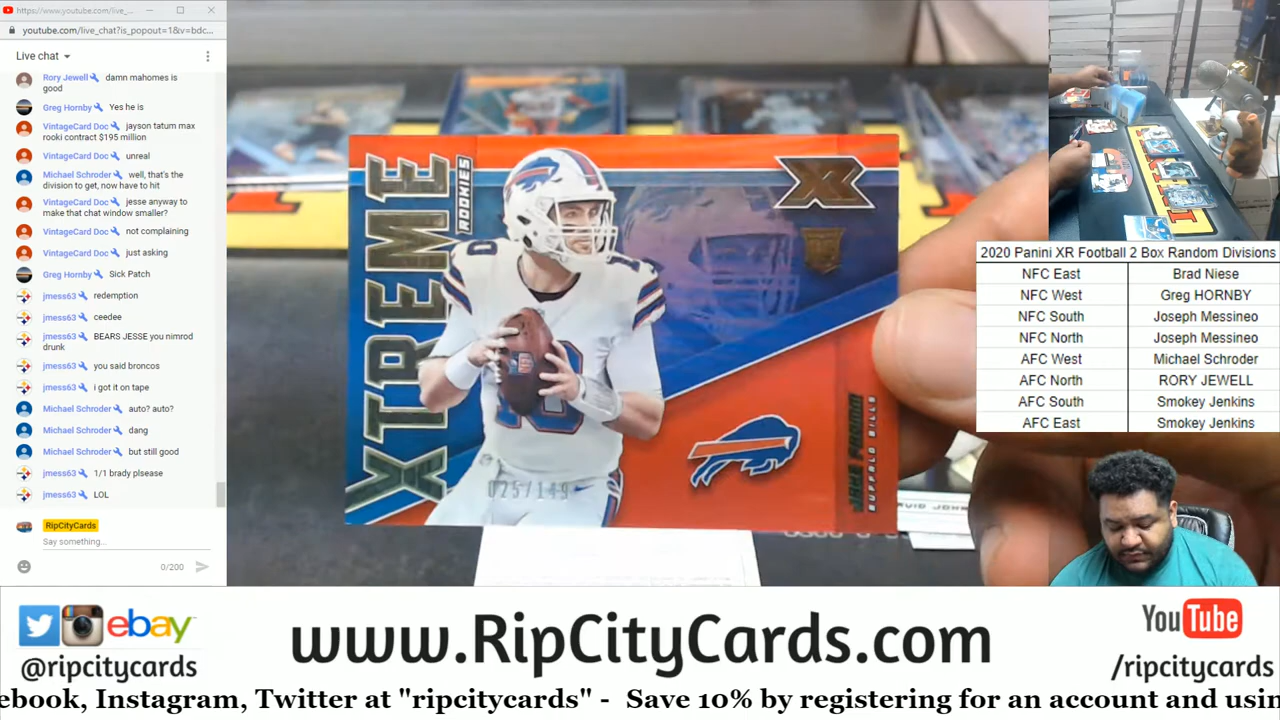 https://www.youtube.com/live_...
youtube.com/live_chat?is_popout=1&v=bdc...
Live chat
Rory Jewell damn mahomes is
good
Greg Hornby Yes he is
VintageCard Doc jayson tatum max
rooki contract $195 million
VintageCard Doc unreal
Michael Schroder well, that's the
division to get, now have to hit
VintageCard Doc jesse anyway to
make that chat window smaller?
VintageCard Doc not complaining
VintageCard Doc just asking
Greg Hornby Sick Patch
jmess63 redemption
jmess63 ceedee
jmess63 BEARS JESSE you nimrod
drunk
jmess63 you said broncos
jmess63 i got it on tape
Michael Schroder auto? auto?
Michael Schroder dang
Michael Schroder but still good
jmess63 1/1 brady plsease
jmess63 LOL
RipCityCards
Say something...
0/200
XTREME
ROOKIES
XR
025/149
JAKE FROMM
BUFFALO BILLS
2020 Panini XR Football 2 Box Random Divisions
NFC East Brad Niese
NFC West Greg HORNBY
NFC South Joseph Messineo
NFC North Joseph Messineo
AFC West Michael Schroder
AFC North RORY JEWELL
AFC South Smokey Jenkins
AFC East Smokey Jenkins
ebay
@ripcitycards
www.RipCityCards.com
YouTube
/ripcitycards
ebook, Instagram, Twitter at "ripcitycards" - Save 10% by registering for an account and usin